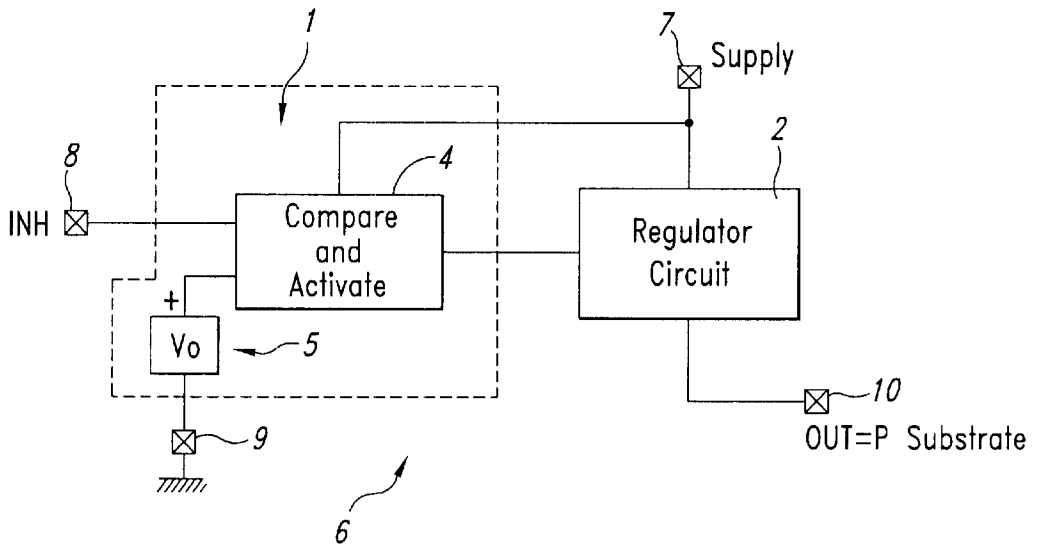 1
7
Supply
8
4
2
INH
Compare
and
Activate
Regulator
Circuit
+
Vo
5
10
OUT=P Substrate
9
6